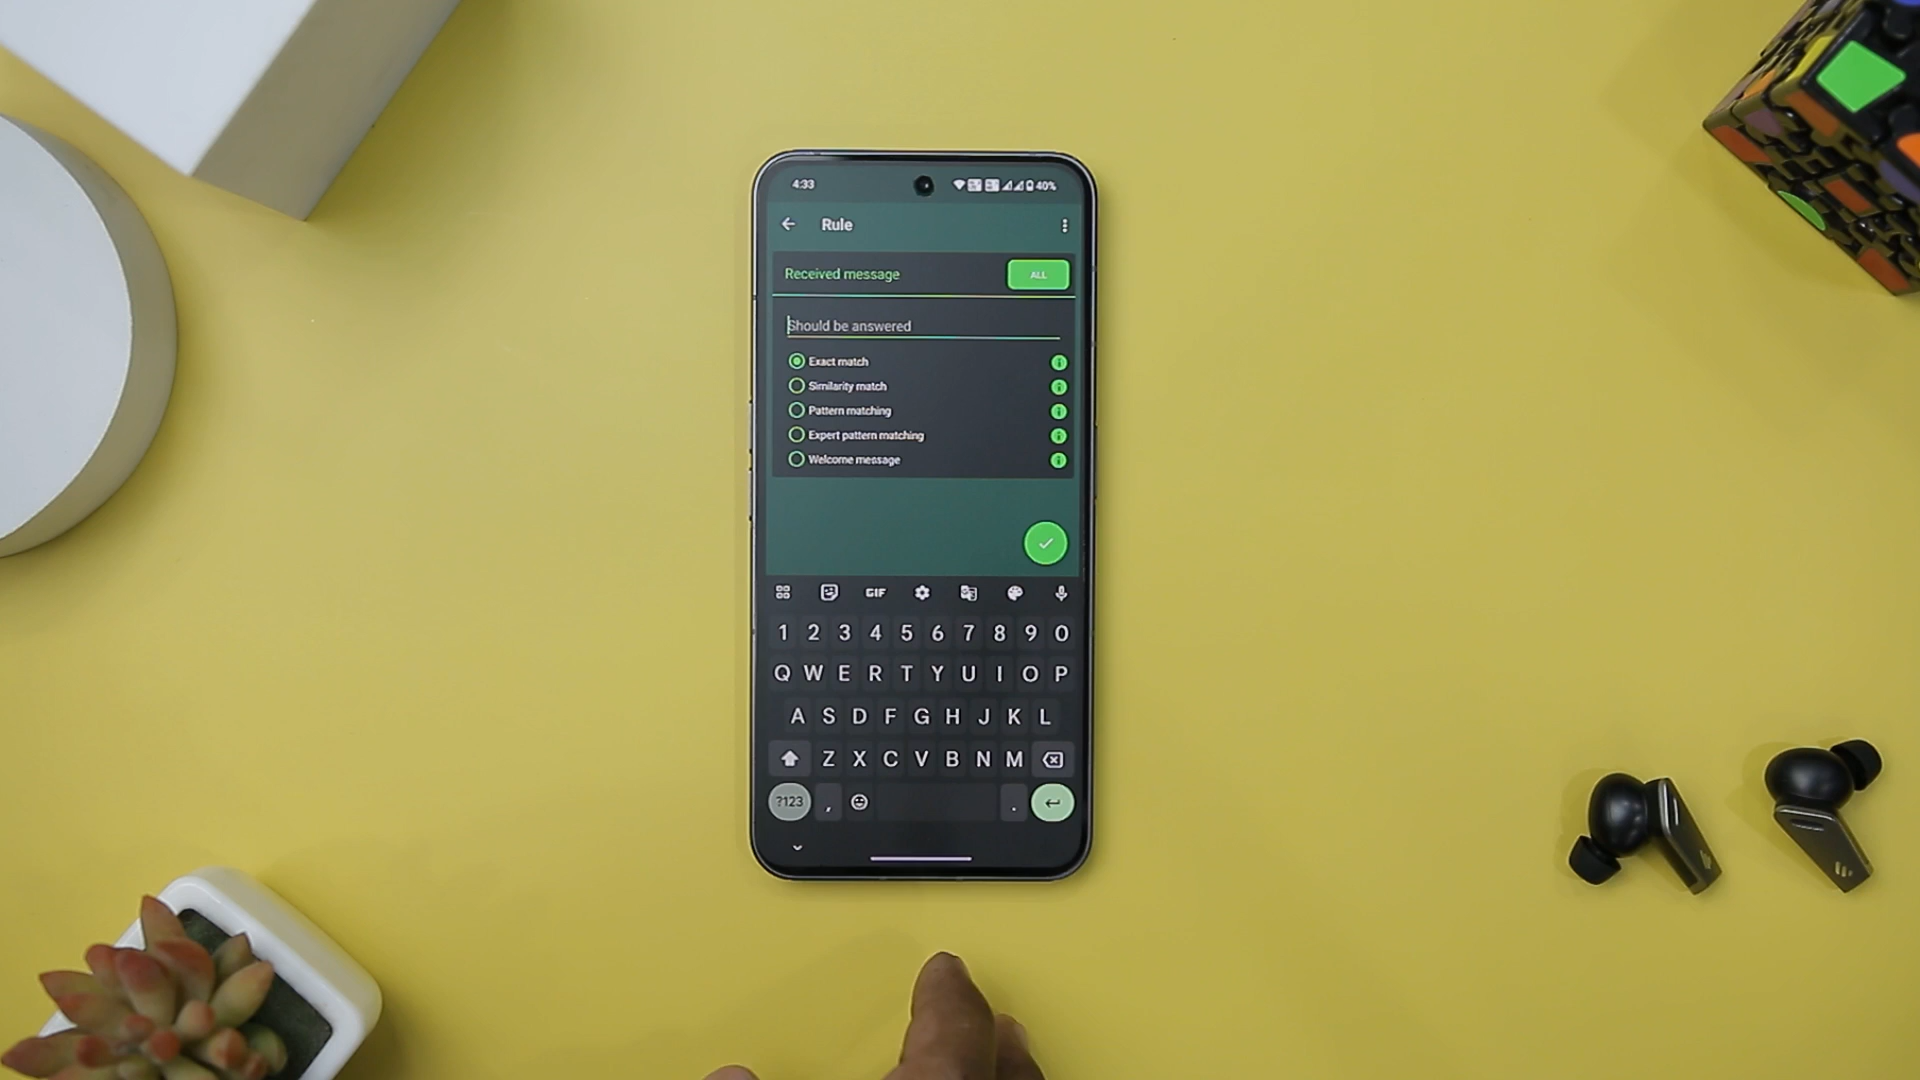 4:33 40%
Rule
Received message ALL
Should be answered
Exact match
Similarity match
Pattern matching
Expert pattern matching
Welcome message
GIF
1 2 3 4 5 6 7 8 9 0
Q W E R T Y U I O P
A S D F G H J K L
Z X C V B N M
?123 , .